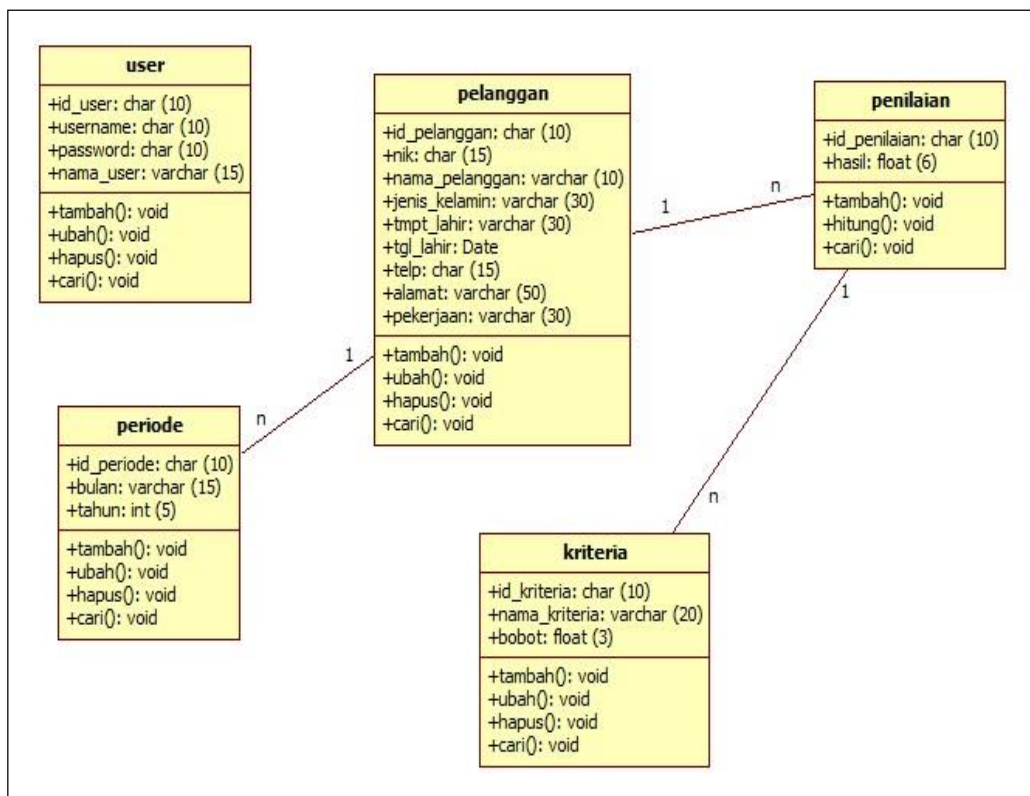 user
+id_user: char (10)
+username: char (10)
+password: char (10)
+nama_user: varchar (15)
+tambah(): void
+ubah(): void
+hapus(): void
+cari(): void
pelanggan
+id_pelanggan: char (10)
+nik: char (15)
+nama_pelanggan: varchar (10)
+jenis_kelamin: varchar (30)
+tmpt_lahir: varchar (30)
+tgl_lahir: Date
+telp: char (15)
+alamat: varchar (50)
+pekerjaan: varchar (30)
+tambah(): void
+ubah(): void
+hapus(): void
+cari(): void
penilaian
+id_penilaian: char (10)
+hasil: float (6)
+tambah(): void
+hitung(): void
+cari(): void
1
n
1
n
periode
+id_periode: char (10)
+bulan: varchar (15)
+tahun: int (5)
+tambah(): void
+ubah(): void
+hapus(): void
+cari(): void
1
n
kriteria
+id_kriteria: char (10)
+nama_kriteria: varchar (20)
+bobot: float (3)
+tambah(): void
+ubah(): void
+hapus(): void
+cari(): void